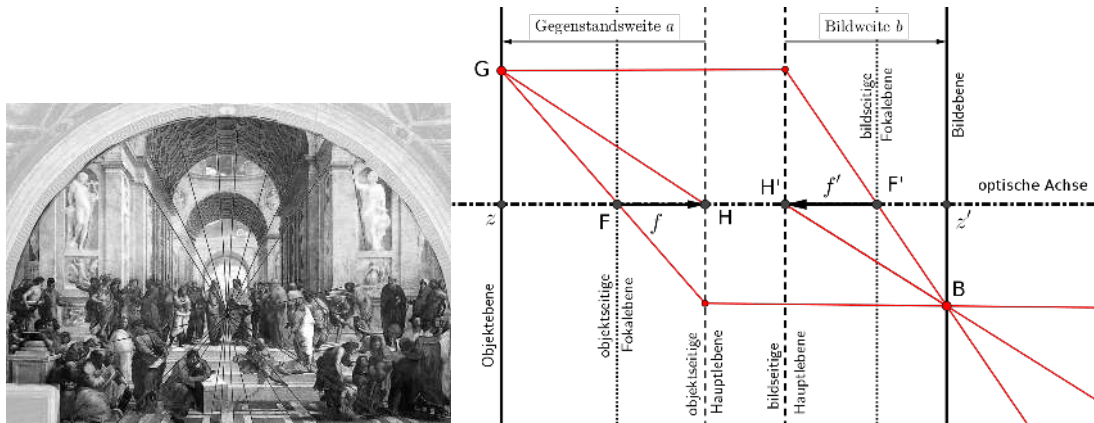 Gegenstandsweite a
Bildweite b
G
bildseitige
Fokalebene
Bildebene
H'
f'
F'
optische Achse
z
F
f
H
z'
B
Objektebene
objektseitige
Fokalebene
objektseitige
Hauptebene
bildseitige
Hauptebene